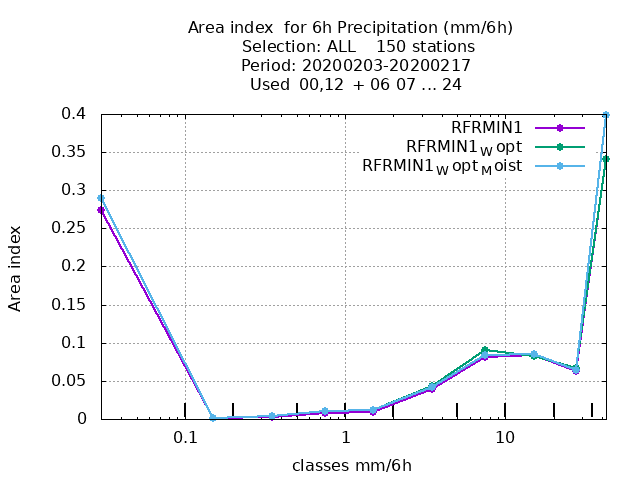 Area index  for 6h Precipitation (mm/6h)
Selection: ALL    150 stations
Period: 20200203-20200217
Used  00,12  + 06 07 ... 24
RFRMIN1
RFRMIN1Wopt
RFRMIN1WoptMoist
0.4
0.35
0.3
0.25
0.2
0.15
0.1
0.05
0
Area index
0.1 1 10
classes mm/6h